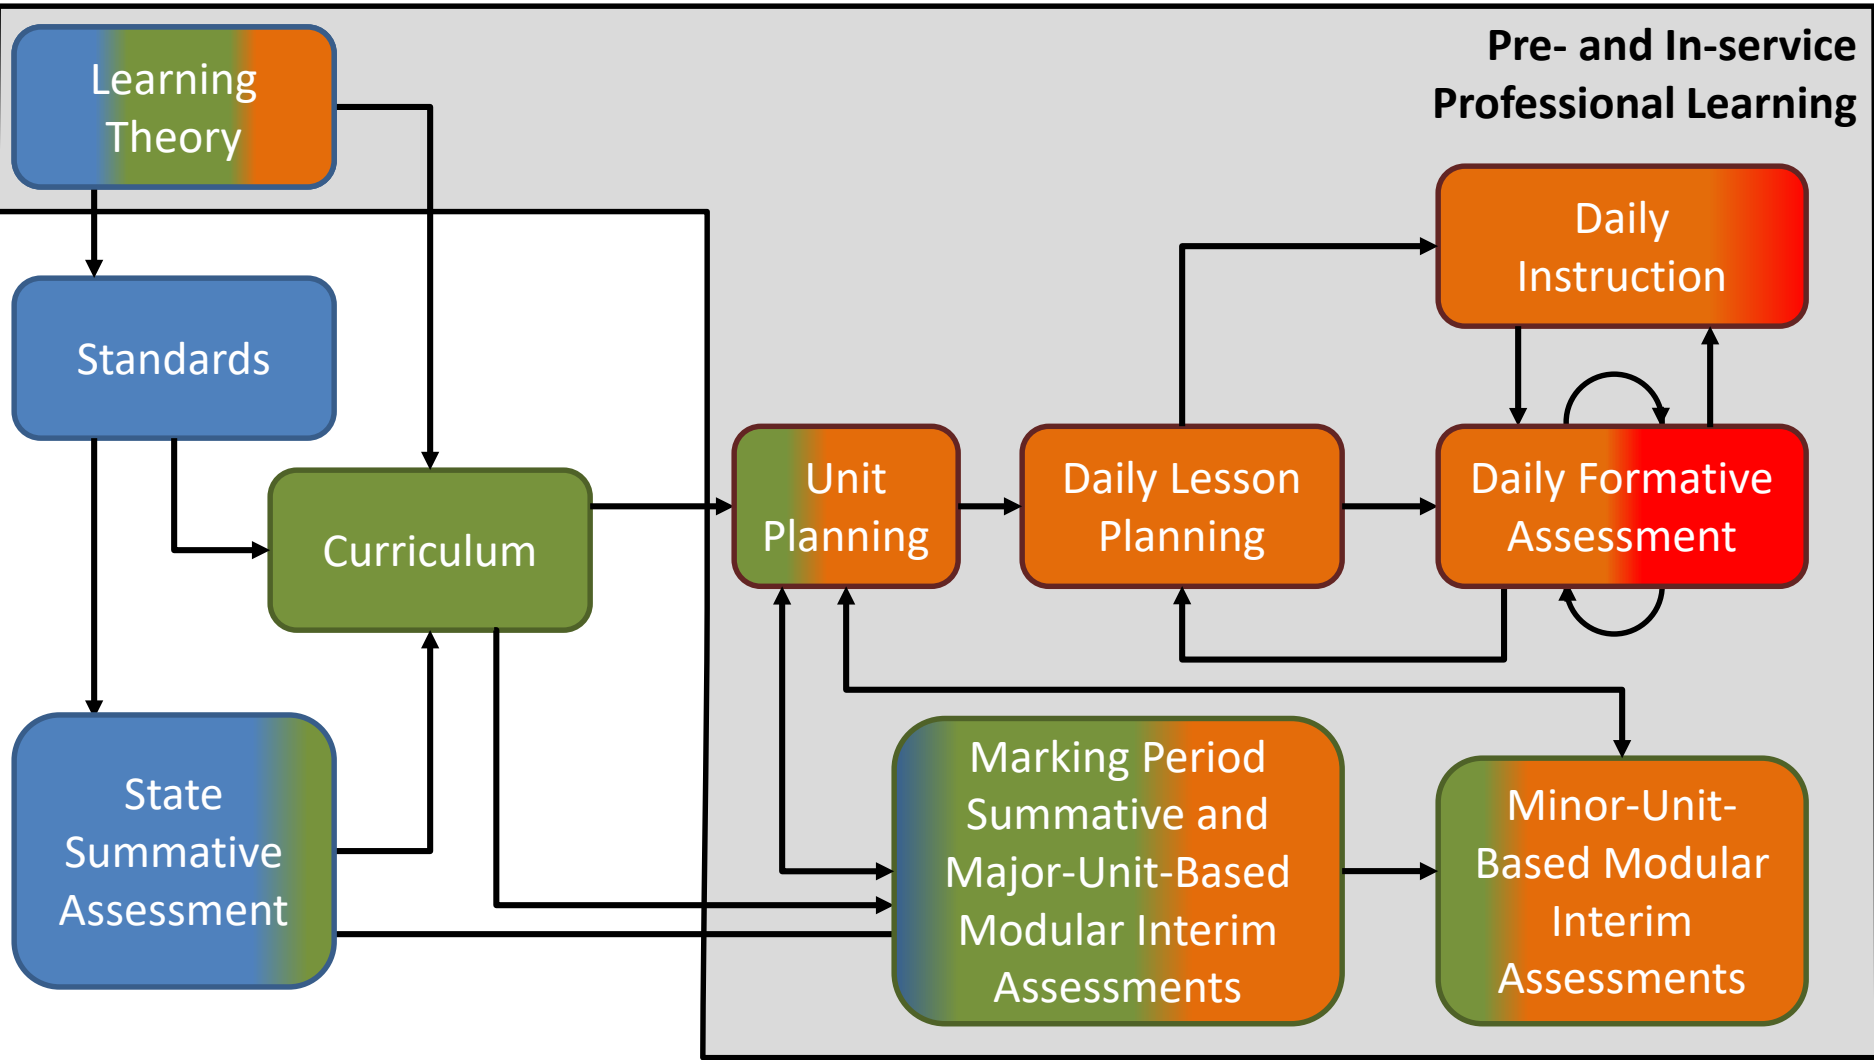 Pre- and In-service
Professional Learning
Learning
Theory
Daily
Instruction
Standards
Unit
Planning
Daily Lesson
Planning
Daily Formative
Assessment
Curriculum
State
Summative
Assessment
Marking Period
Summative and
Major-Unit-Based
Modular Interim
Assessments
Minor-Unit-
Based Modular
Interim
Assessments